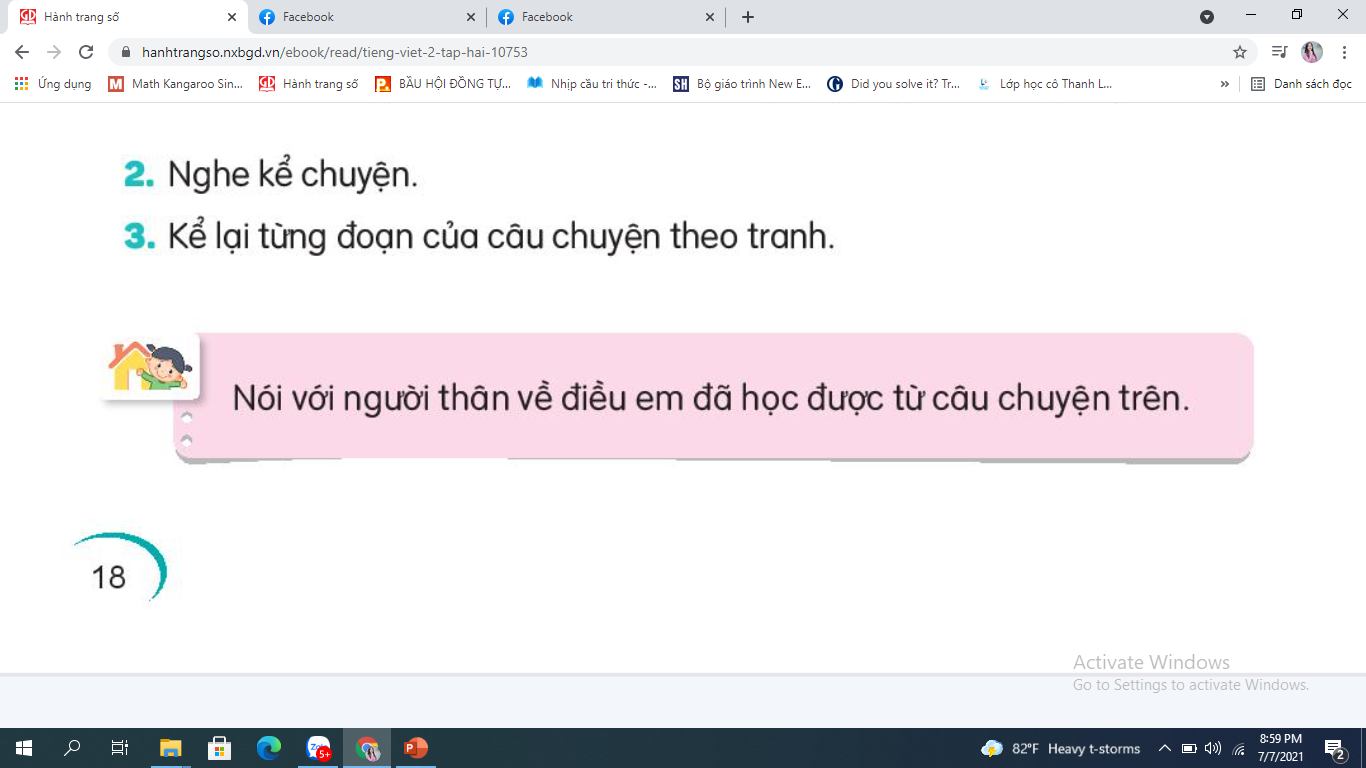 Hành trang số
Facebook
Facebook
hanhtrangso.nxbgd.vn/ebook/read/tieng-viet-2-tap-hai-10753
Ứng dụng
Math Kangaroo Sin...
Hành trang số
BẦU HỘI ĐỒNG TỰ...
Nhịp cầu tri thức -...
Bộ giáo trình New E...
Did you solve it? Tr...
Lớp học cô Thanh L...
»
Danh sách đọc
2. Nghe kể chuyện.
3. Kể lại từng đoạn của câu chuyện theo tranh.
Nói với người thân về điều em đã học được từ câu chuyện trên.
18
Activate Windows
Go to Settings to activate Windows.
5+
82°F Heavy t-storms
8:59 PM
7/7/2021
2